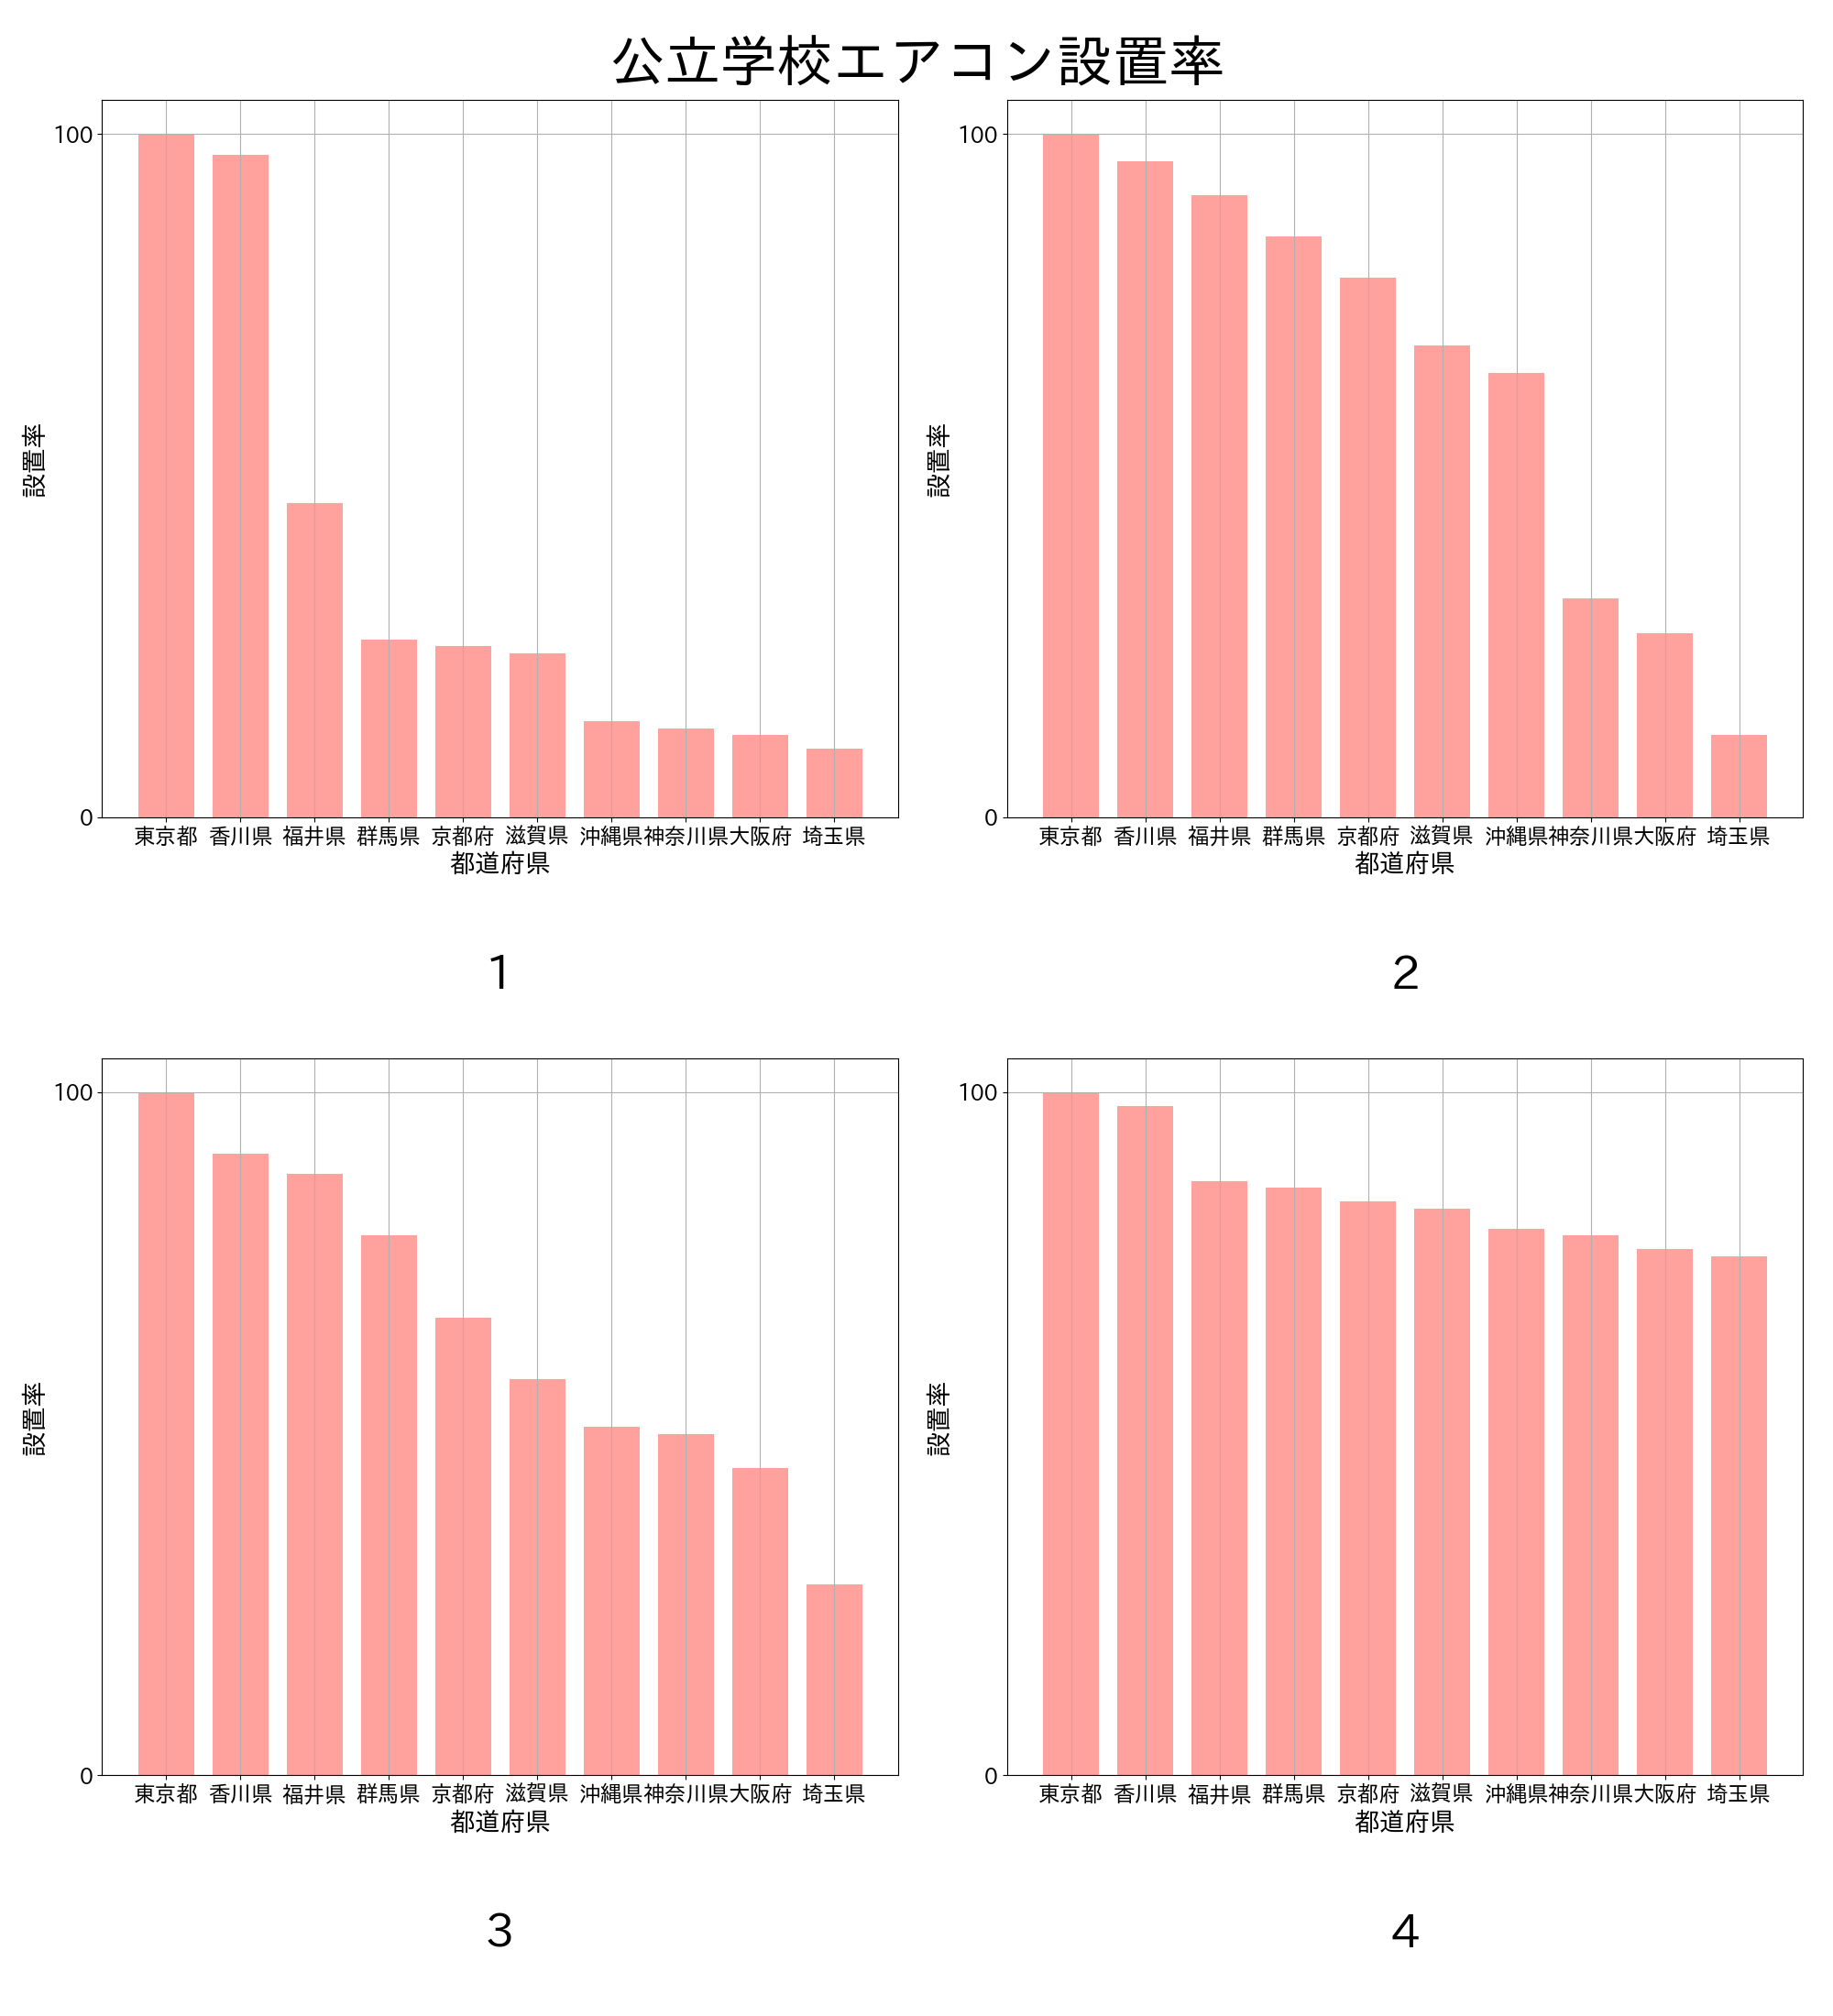 公立学校エアコン設置率
100
設置率
0
東京都 香川県 福井県 群馬県 京都府 滋賀県 沖縄県 神奈川県 大阪府 埼玉県
都道府県
1
100
設置率
0
東京都 香川県 福井県 群馬県 京都府 滋賀県 沖縄県 神奈川県 大阪府 埼玉県
都道府県
2
100
設置率
0
東京都 香川県 福井県 群馬県 京都府 滋賀県 沖縄県 神奈川県 大阪府 埼玉県
都道府県
3
100
設置率
0
東京都 香川県 福井県 群馬県 京都府 滋賀県 沖縄県 神奈川県 大阪府 埼玉県
都道府県
4